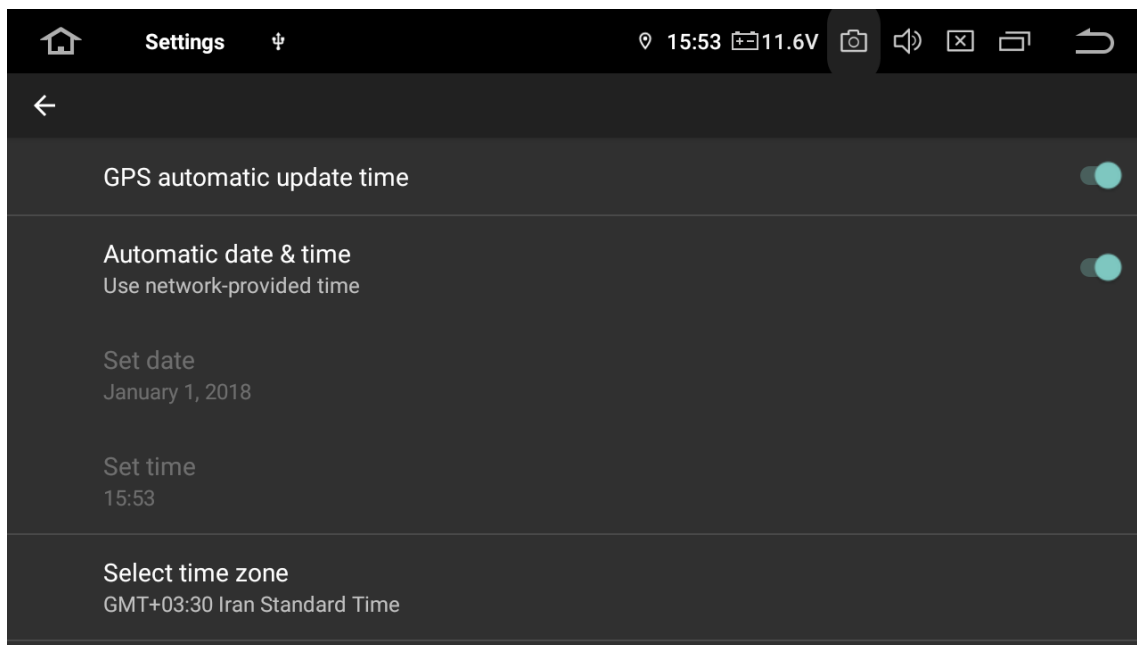 Settings 15:53 11.6V
GPS automatic update time
Automatic date & time
Use network-provided time
Set date
January 1, 2018
Set time
15:53
Select time zone
GMT+03:30 Iran Standard Time